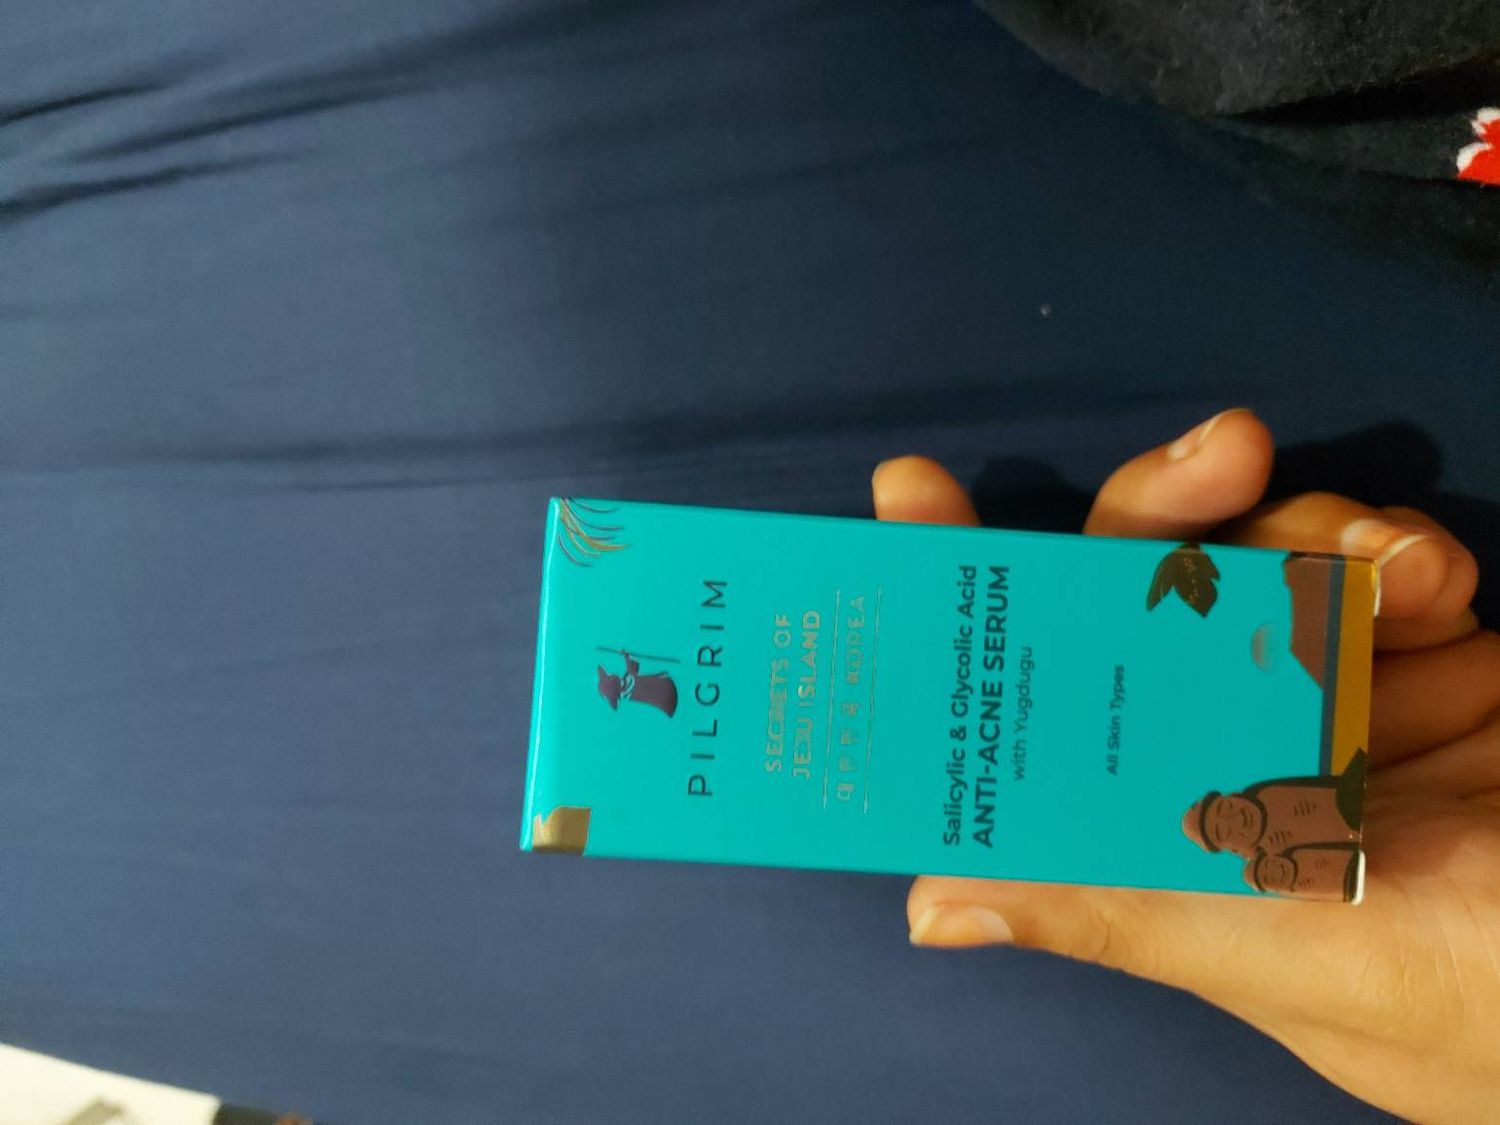 PILGRIM
SECRETS OF
JEJU ISLAND
KOREA
Salicylic & Glycolic Acid
ANTI-ACNE SERUM
with Yugdugu
All Skin Types